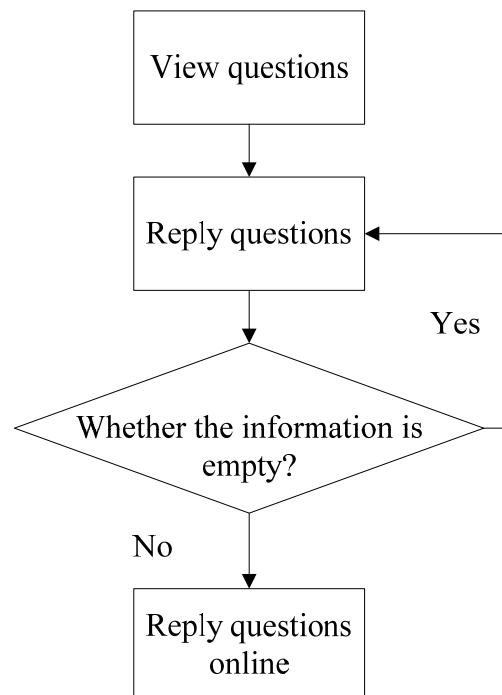 View questions
Reply questions
Yes
Whether the information is
empty?
No
Reply questions
online